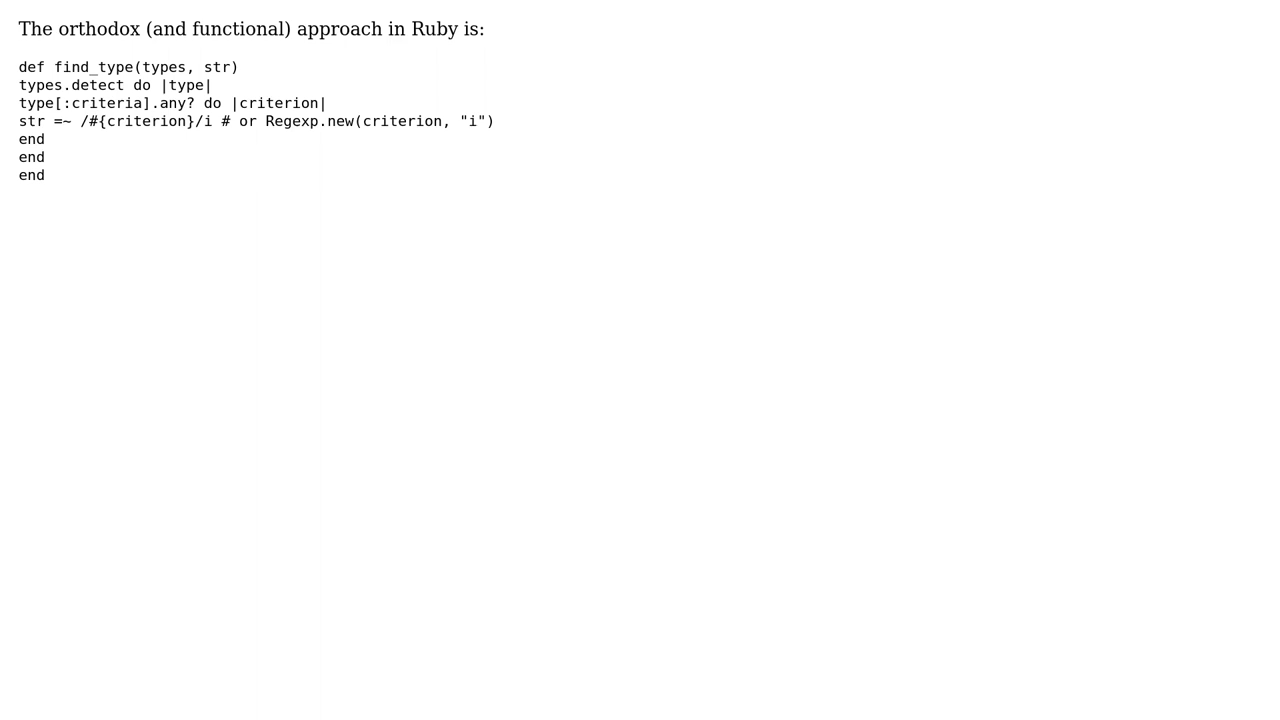 The orthodox (and functional) approach in Ruby is:
def find_type(types, str)
types.detect do |type|
type[:criteria].any? do |criterion|
str =~ /#{criterion}/i # or Regexp.new(criterion, "i")
end
end
end